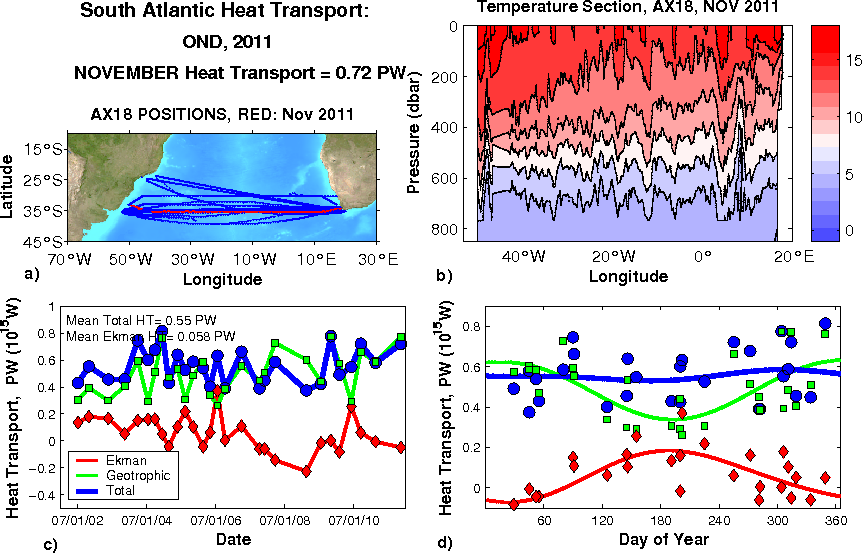 South Atlantic Heat Transport:
OND, 2011
NOVEMBER Heat Transport = 0.72 PW
AX18 POSITIONS, RED: Nov 2011
15°S
25°S
35°S
45°S
Latitude
70°W 50°W 30°W 10°W 10°E 30°E
Longitude
a)
Temperature Section, AX18, NOV 2011
0
200
400
600
800
Pressure (dbar)
40°W 20°W 0° 20°E
Longitude
15
10
5
0
b)
Mean Total HT= 0.55 PW
Mean Ekman HT= 0.058 PW
0.8
0.6
0.4
0.2
0
−0.2
−0.4
Heat Transport, PW (10¹⁵W)
Ekman
Geotrophic
Total
07/01/02 07/01/04 07/01/06 07/01/08 07/01/10
Date
c)
0.8
0.6
0.4
0.2
0
Heat Transport, PW (10¹⁵W)
60 120 180 240 300 360
Day of Year
d)